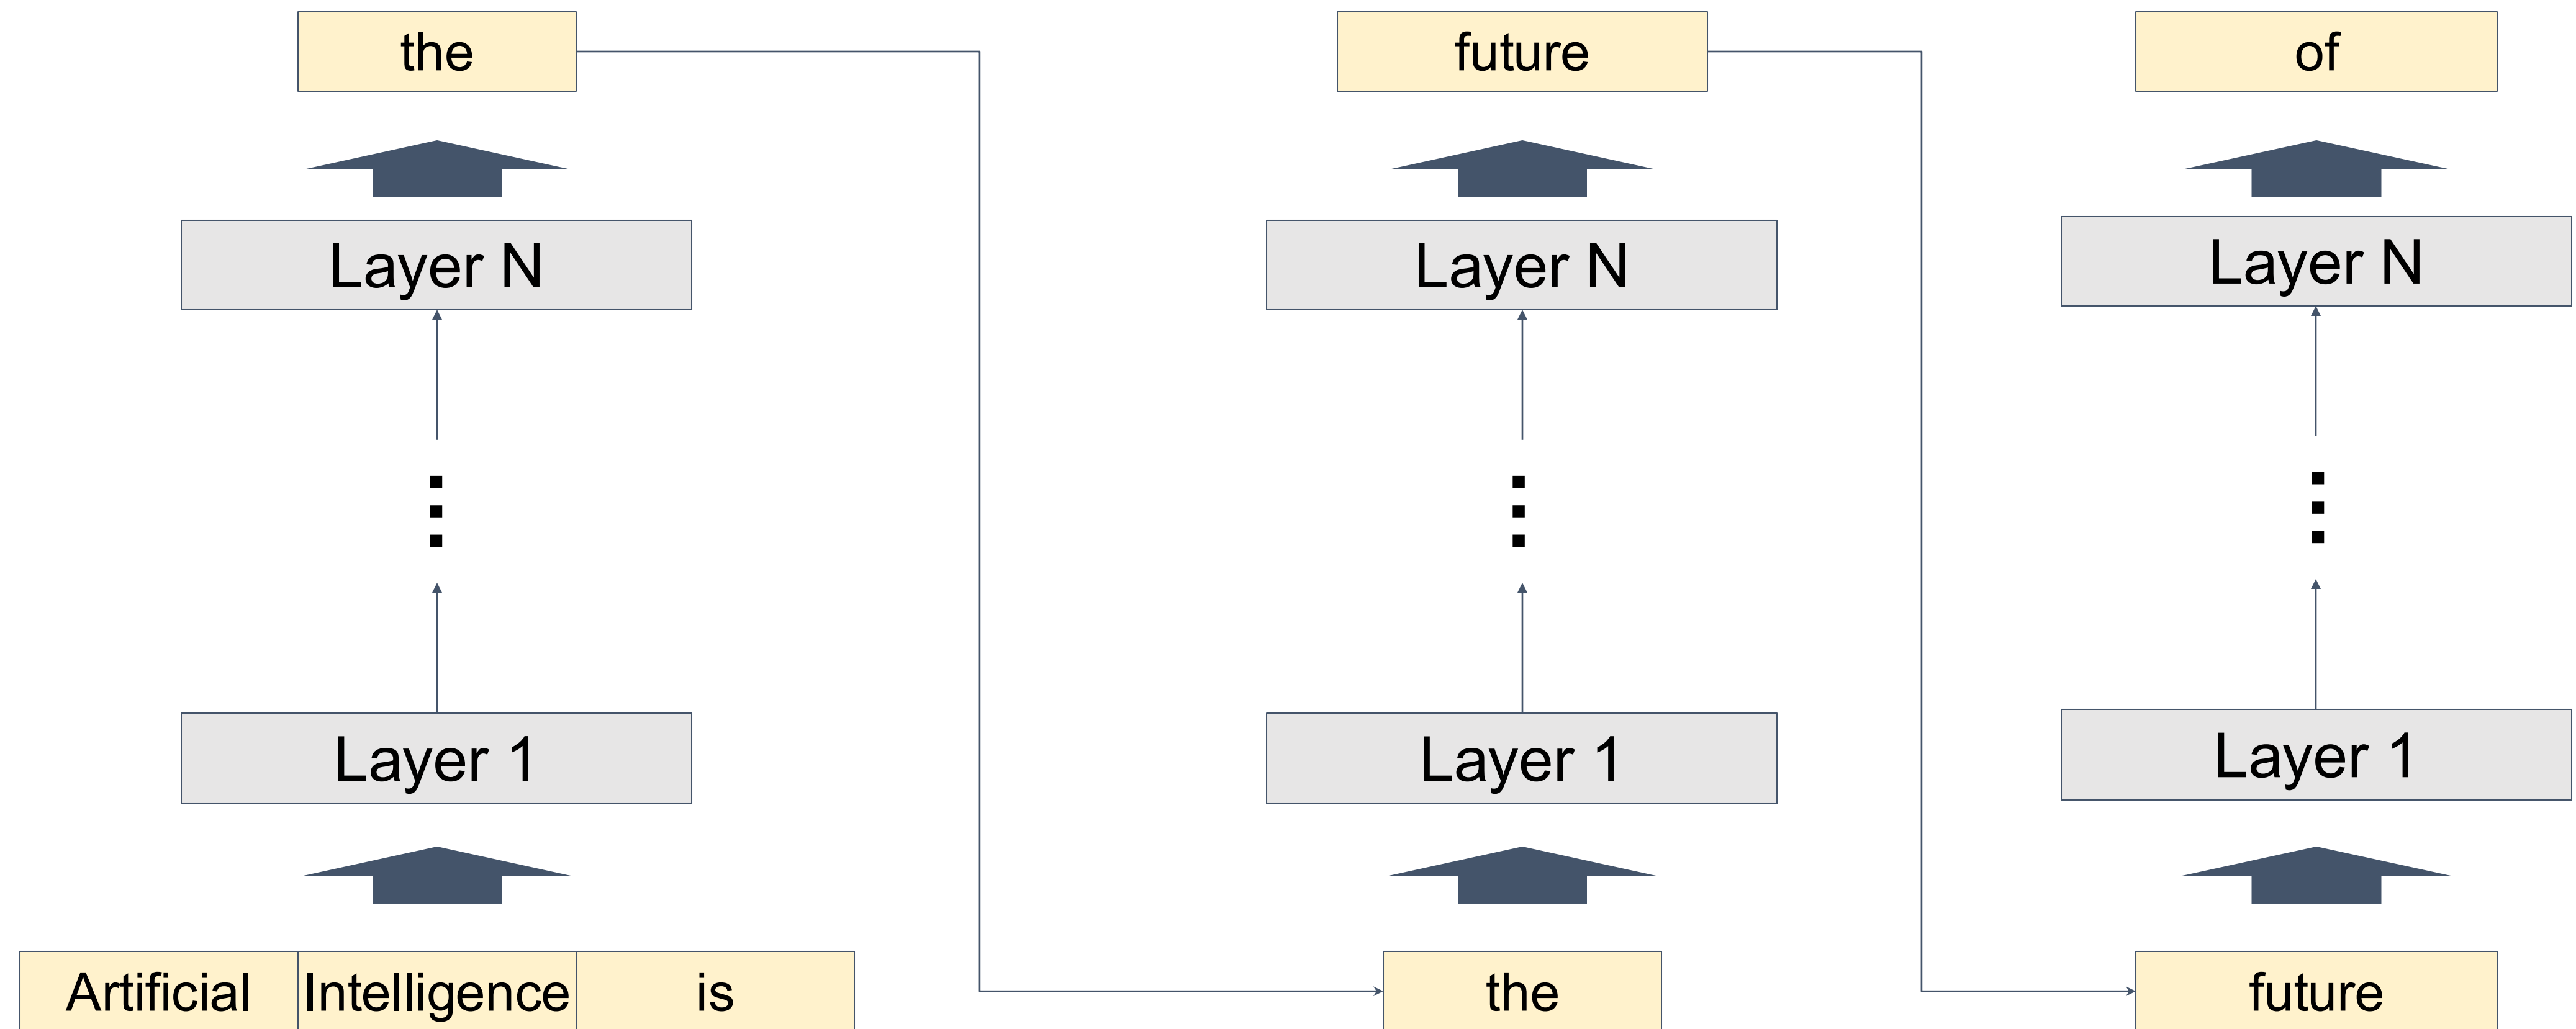 the
Layer N
Layer 1
Artificial Intelligence is
future
Layer N
Layer 1
the
of
Layer N
Layer 1
future